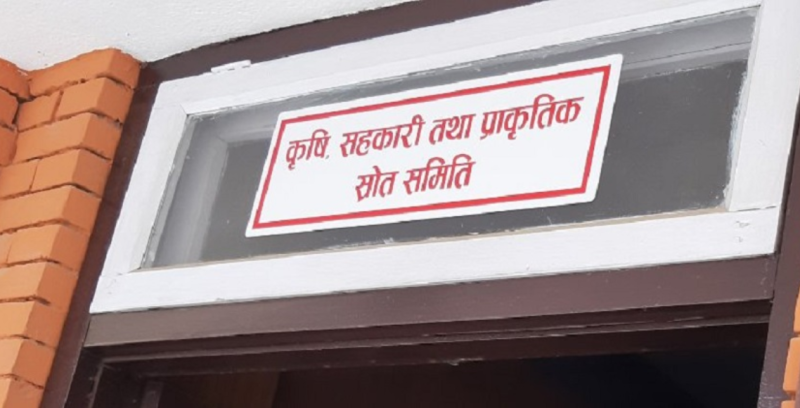 कृषि, सहकारी तथा प्राकृतिक
स्रोत समिति